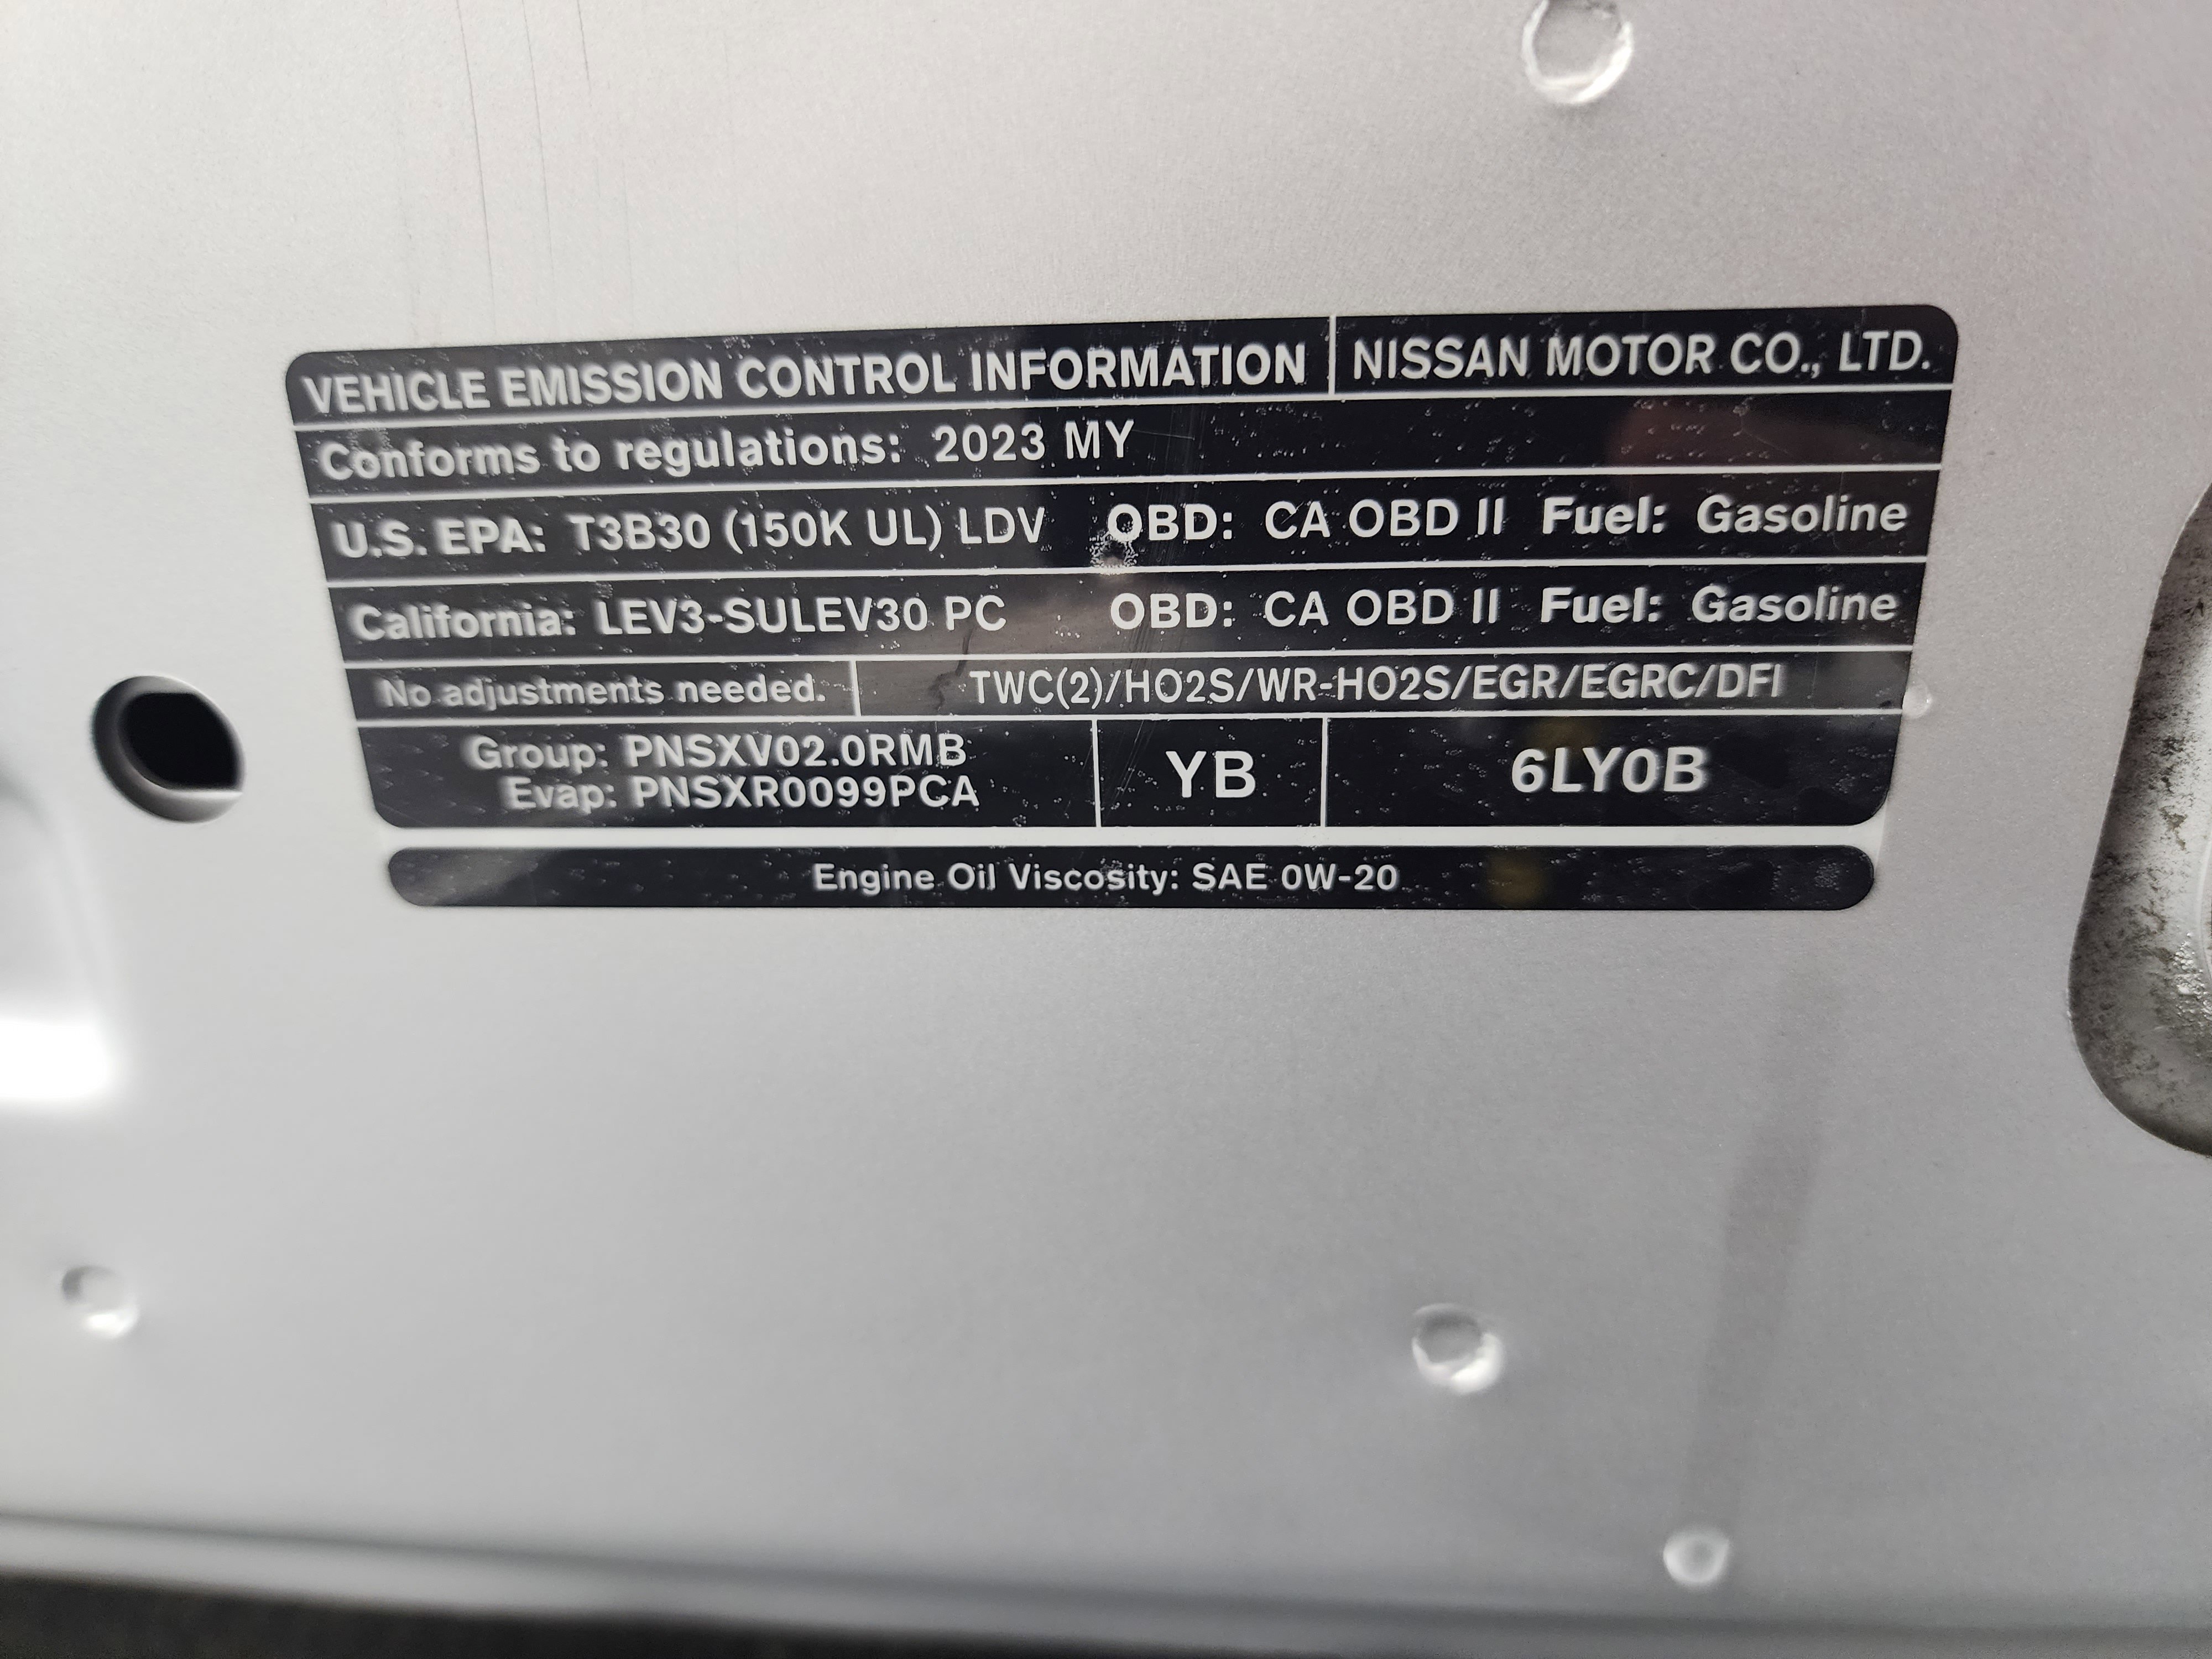 VEHICLE EMISSION CONTROL INFORMATION NISSAN MOTOR CO., LTD.
Conforms to regulations: 2023 MY
U.S. EPA: T3B30 (150K UL) LDV OBD: CA OBD II Fuel: Gasoline
California: LEV3-SULEV30 PC OBD: CA OBD II Fuel: Gasoline
No adjustments needed. TWC(2)/HO2S/WR-HO2S/EGR/EGRC/DFI
Group: PNSXV02.0RMB
Evap: PNSXR0099PCA
YB
6LY0B
Engine Oil Viscosity: SAE 0W-20